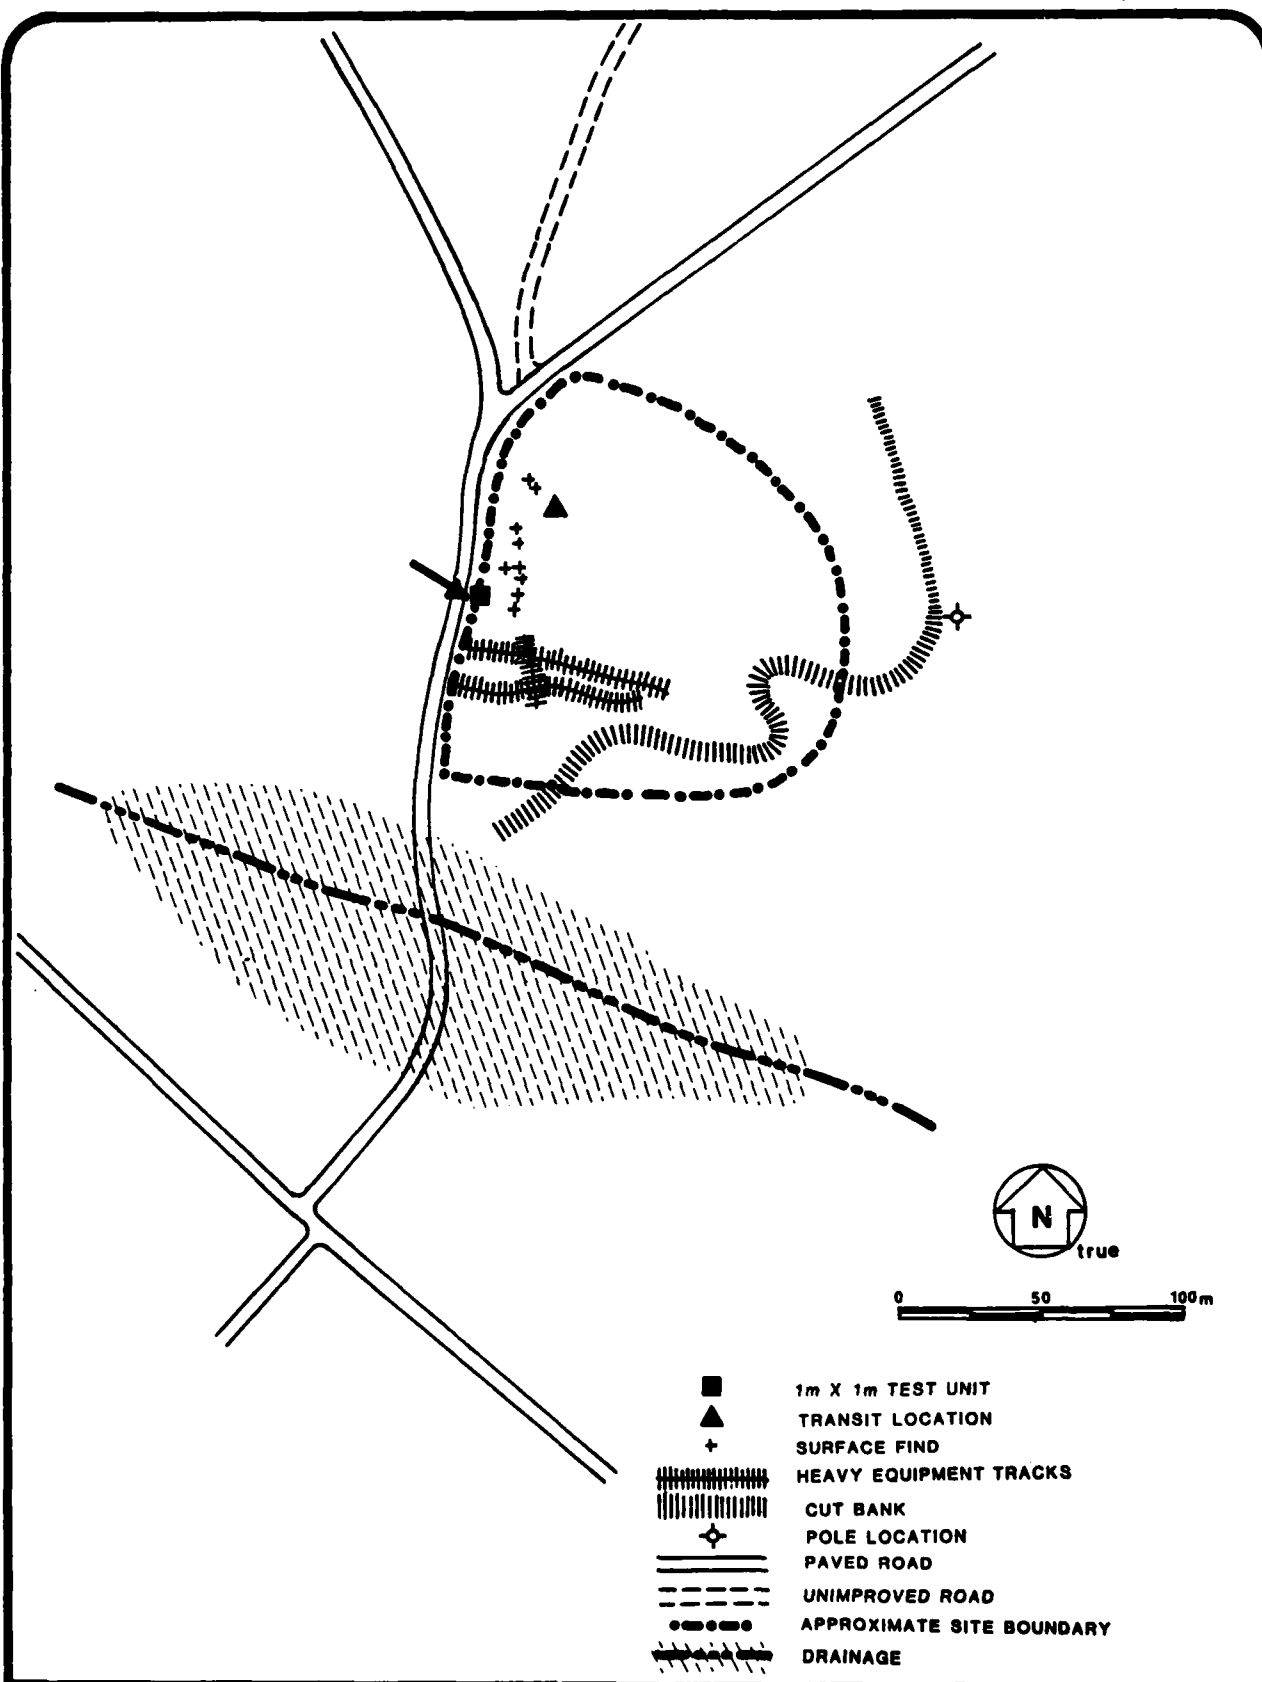 N
true
0 50 100m
1m X 1m TEST UNIT
TRANSIT LOCATION
SURFACE FIND
HEAVY EQUIPMENT TRACKS
CUT BANK
POLE LOCATION
PAVED ROAD
UNIMPROVED ROAD
APPROXIMATE SITE BOUNDARY
DRAINAGE